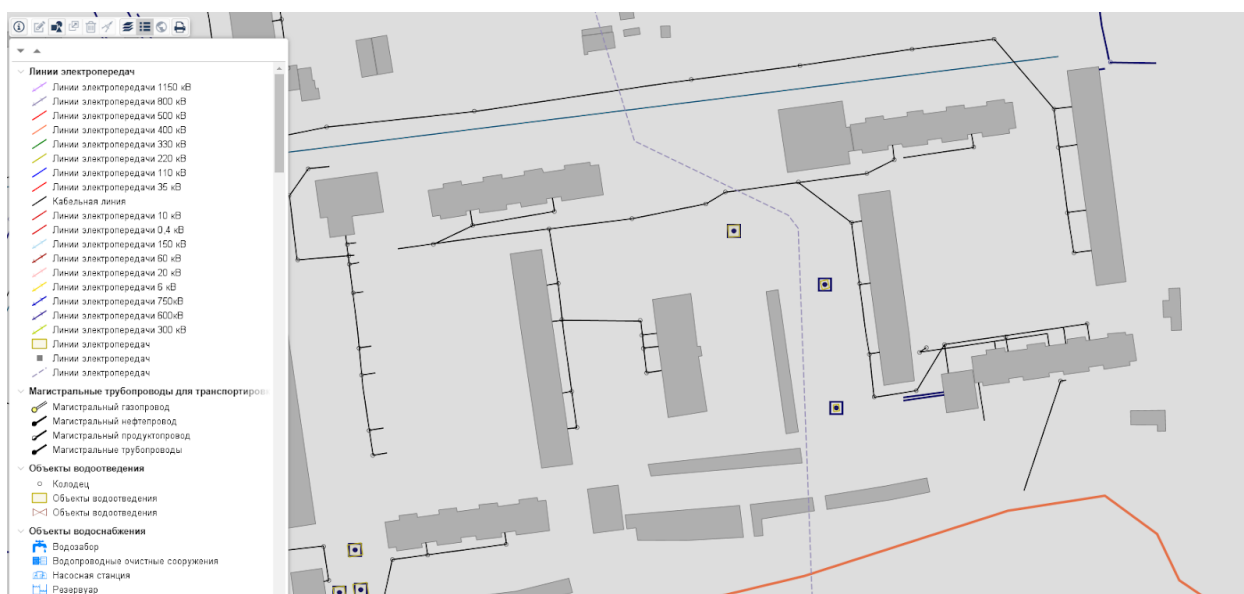 Линии электропередач
Линии электропередачи 1150 кВ
Линии электропередачи 800 кВ
Линии электропередачи 500 кВ
Линии электропередачи 400 кВ
Линии электропередачи 330 кВ
Линии электропередачи 220 кВ
Линии электропередачи 110 кВ
Линии электропередачи 35 кВ
Кабельная линия
Линии электропередачи 10 кВ
Линии электропередачи 0,4 кВ
Линии электропередачи 150 кВ
Линии электропередачи 60 кВ
Линии электропередачи 20 кВ
Линии электропередачи 6 кВ
Линии электропередачи 750кВ
Линии электропередачи 600кВ
Линии электропередачи 300 кВ
Линии электропередач
Линии электропередач
Линии электропередач
Магистральные трубопроводы для транспортиров
Магистральный газопровод
Магистральный нефтепровод
Магистральный продуктопровод
Магистральные трубопроводы
Объекты водоотведения
Колодец
Объекты водоотведения
Объекты водоотведения
Объекты водоснабжения
Водозабор
Водопроводные очистные сооружения
Насосная станция
Резервуар